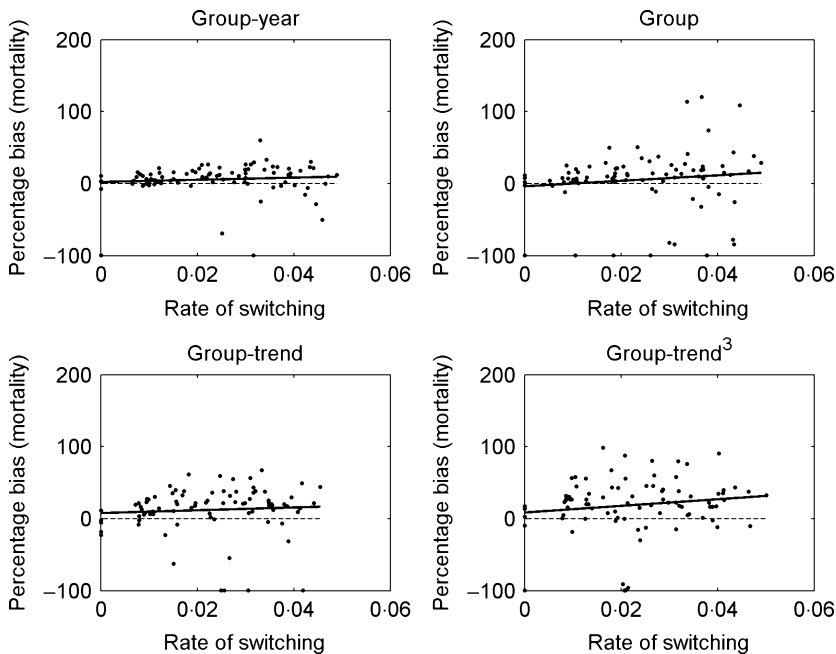 Group-year
Percentage bias (mortality)
200
100
0
–100
0
0·02
0·04
0·06
Rate of switching
Group
Percentage bias (mortality)
200
100
0
–100
0
0·02
0·04
0·06
Rate of switching
Group-trend
Percentage bias (mortality)
200
100
0
–100
0
0·02
0·04
0·06
Rate of switching
Group-trend³
Percentage bias (mortality)
200
100
0
–100
0
0·02
0·04
0·06
Rate of switching